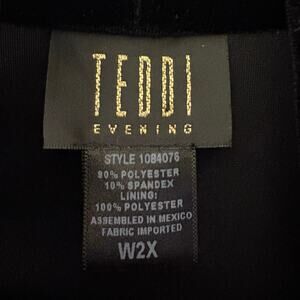 TEDDI
EVENING
STYLE 1084076
90% POLYESTER
10% SPANDEX
LINING:
100% POLYESTER
ASSEMBLED IN MEXICO
FABRIC IMPORTED
W2X